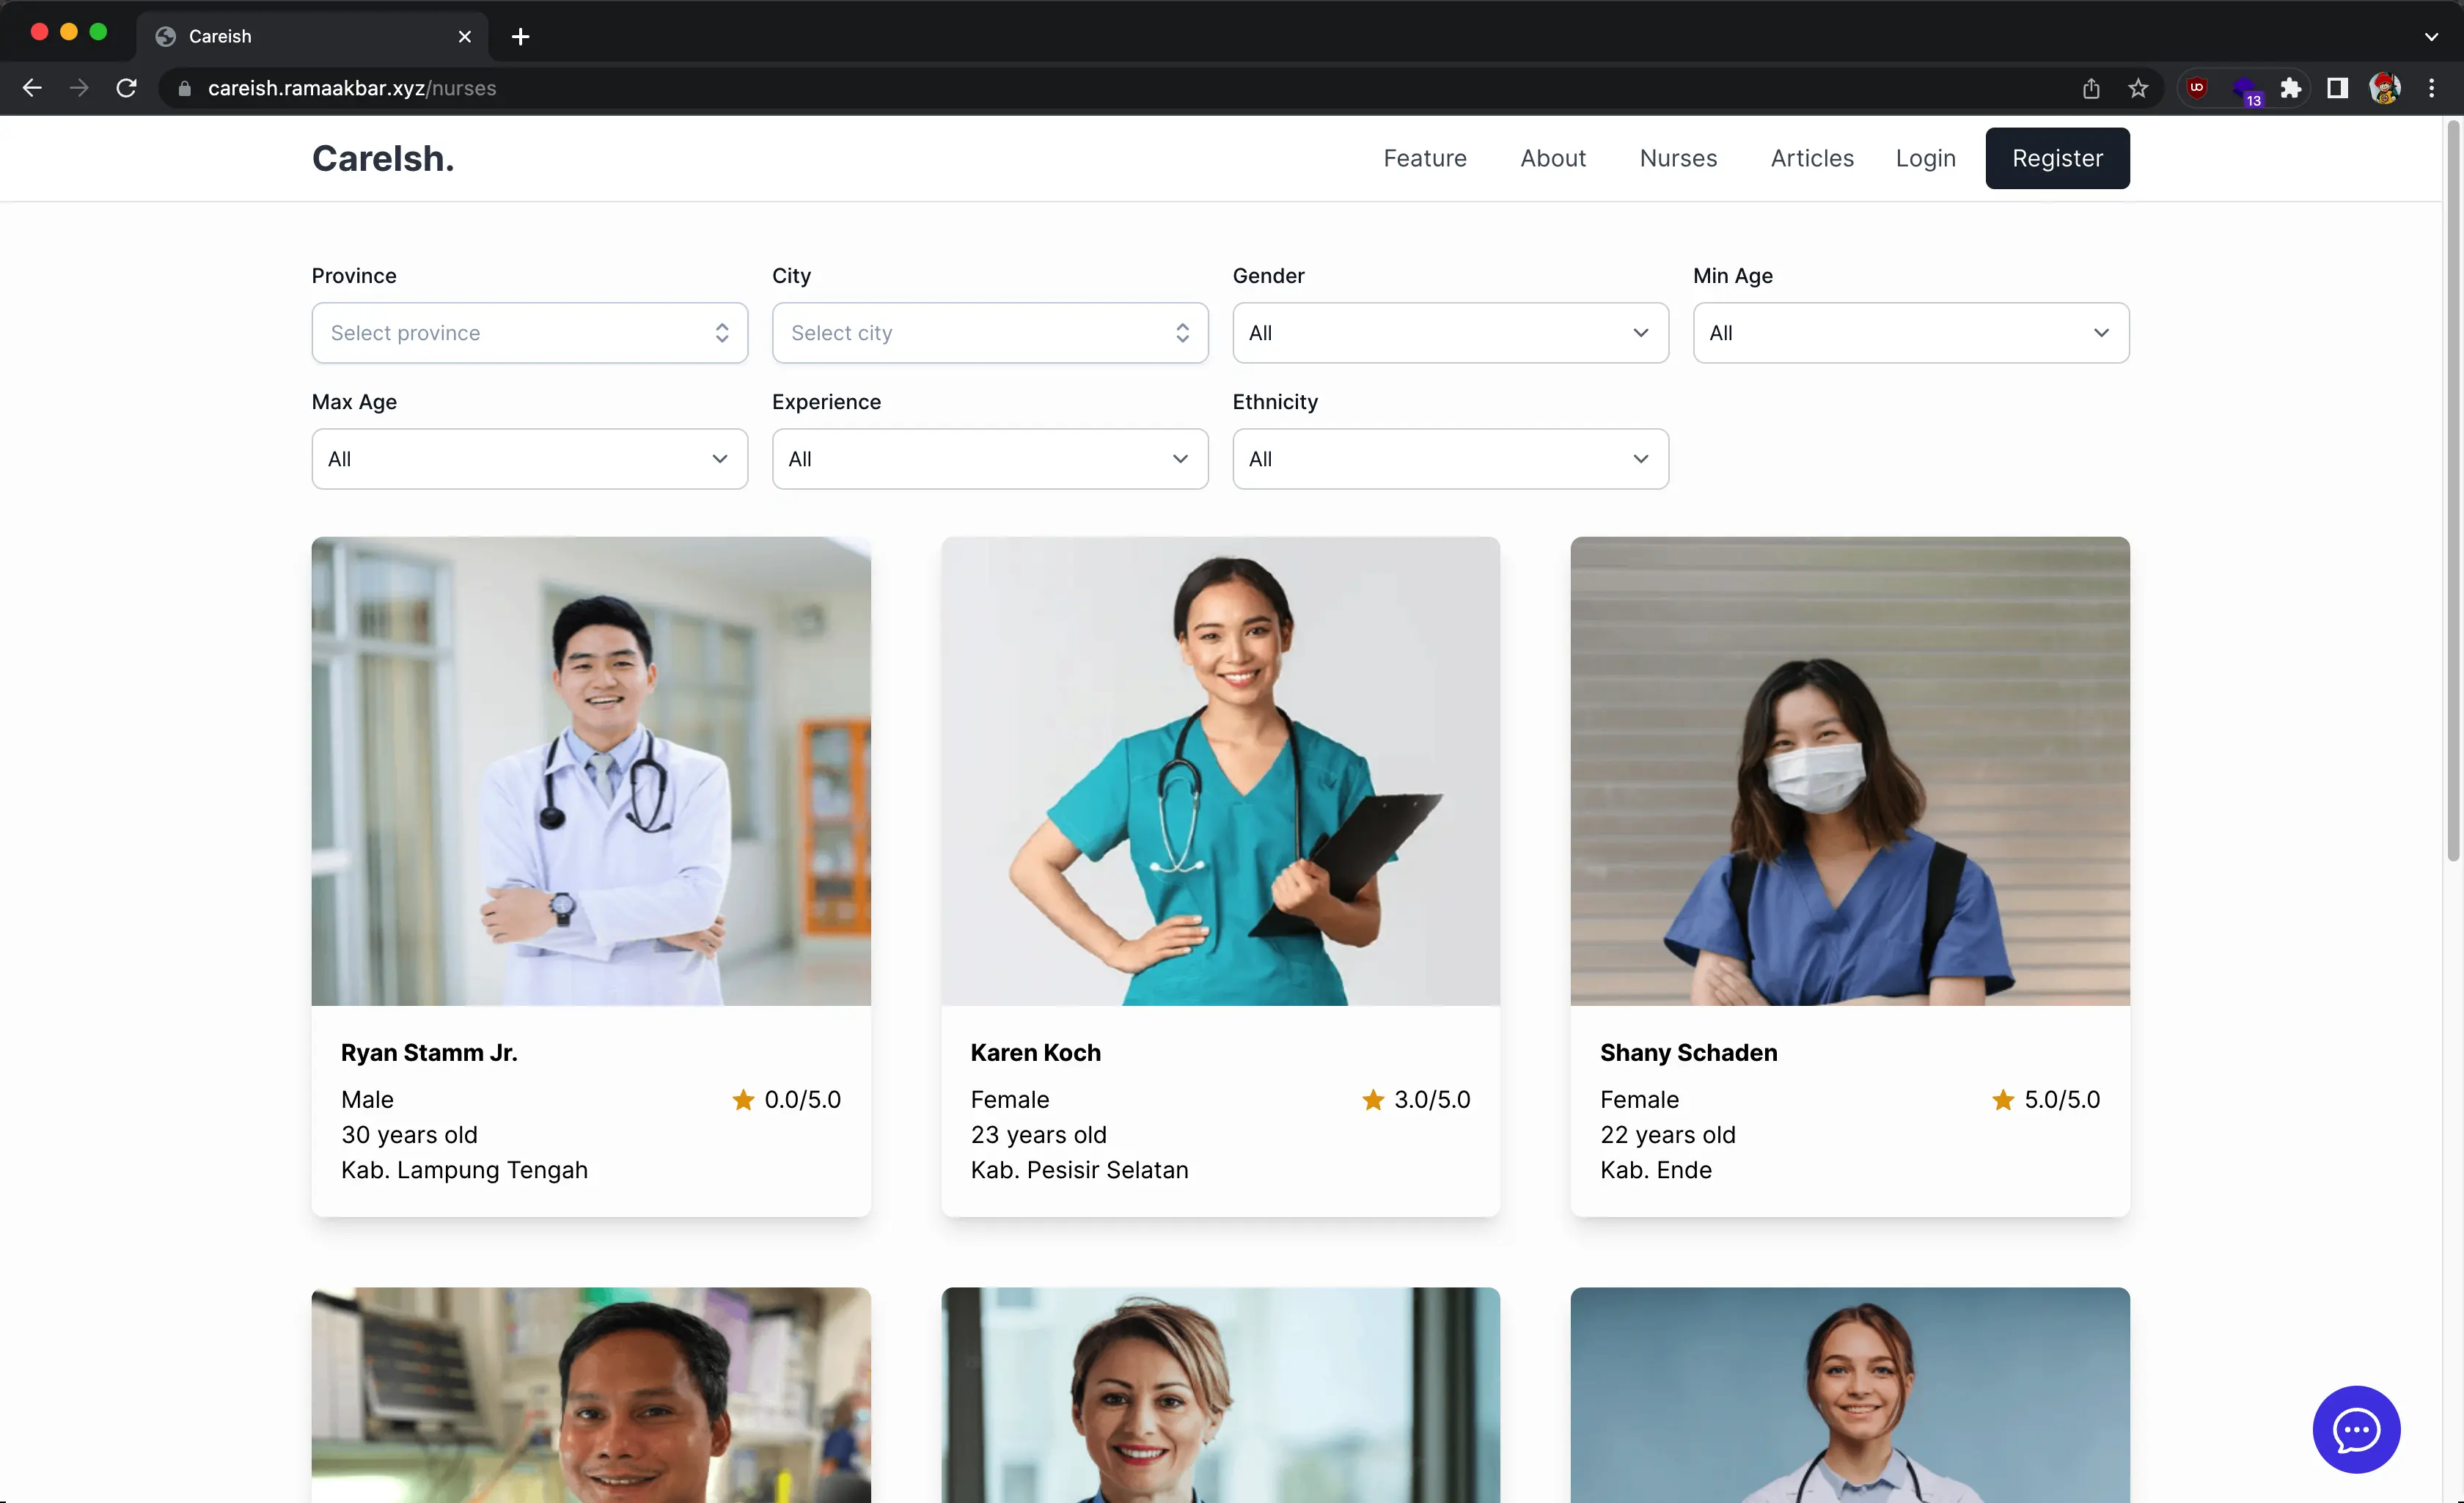 Careish
careish.ramaakbar.xyz/nurses
UO
13
CareIsh.
Feature About Nurses Articles Login Register
Province City Gender Min Age
Select province Select city All All
Max Age Experience Ethnicity
All All All
Ryan Stamm Jr.
Male 0.0/5.0
30 years old
Kab. Lampung Tengah
Karen Koch
Female 3.0/5.0
23 years old
Kab. Pesisir Selatan
Shany Schaden
Female 5.0/5.0
22 years old
Kab. Ende